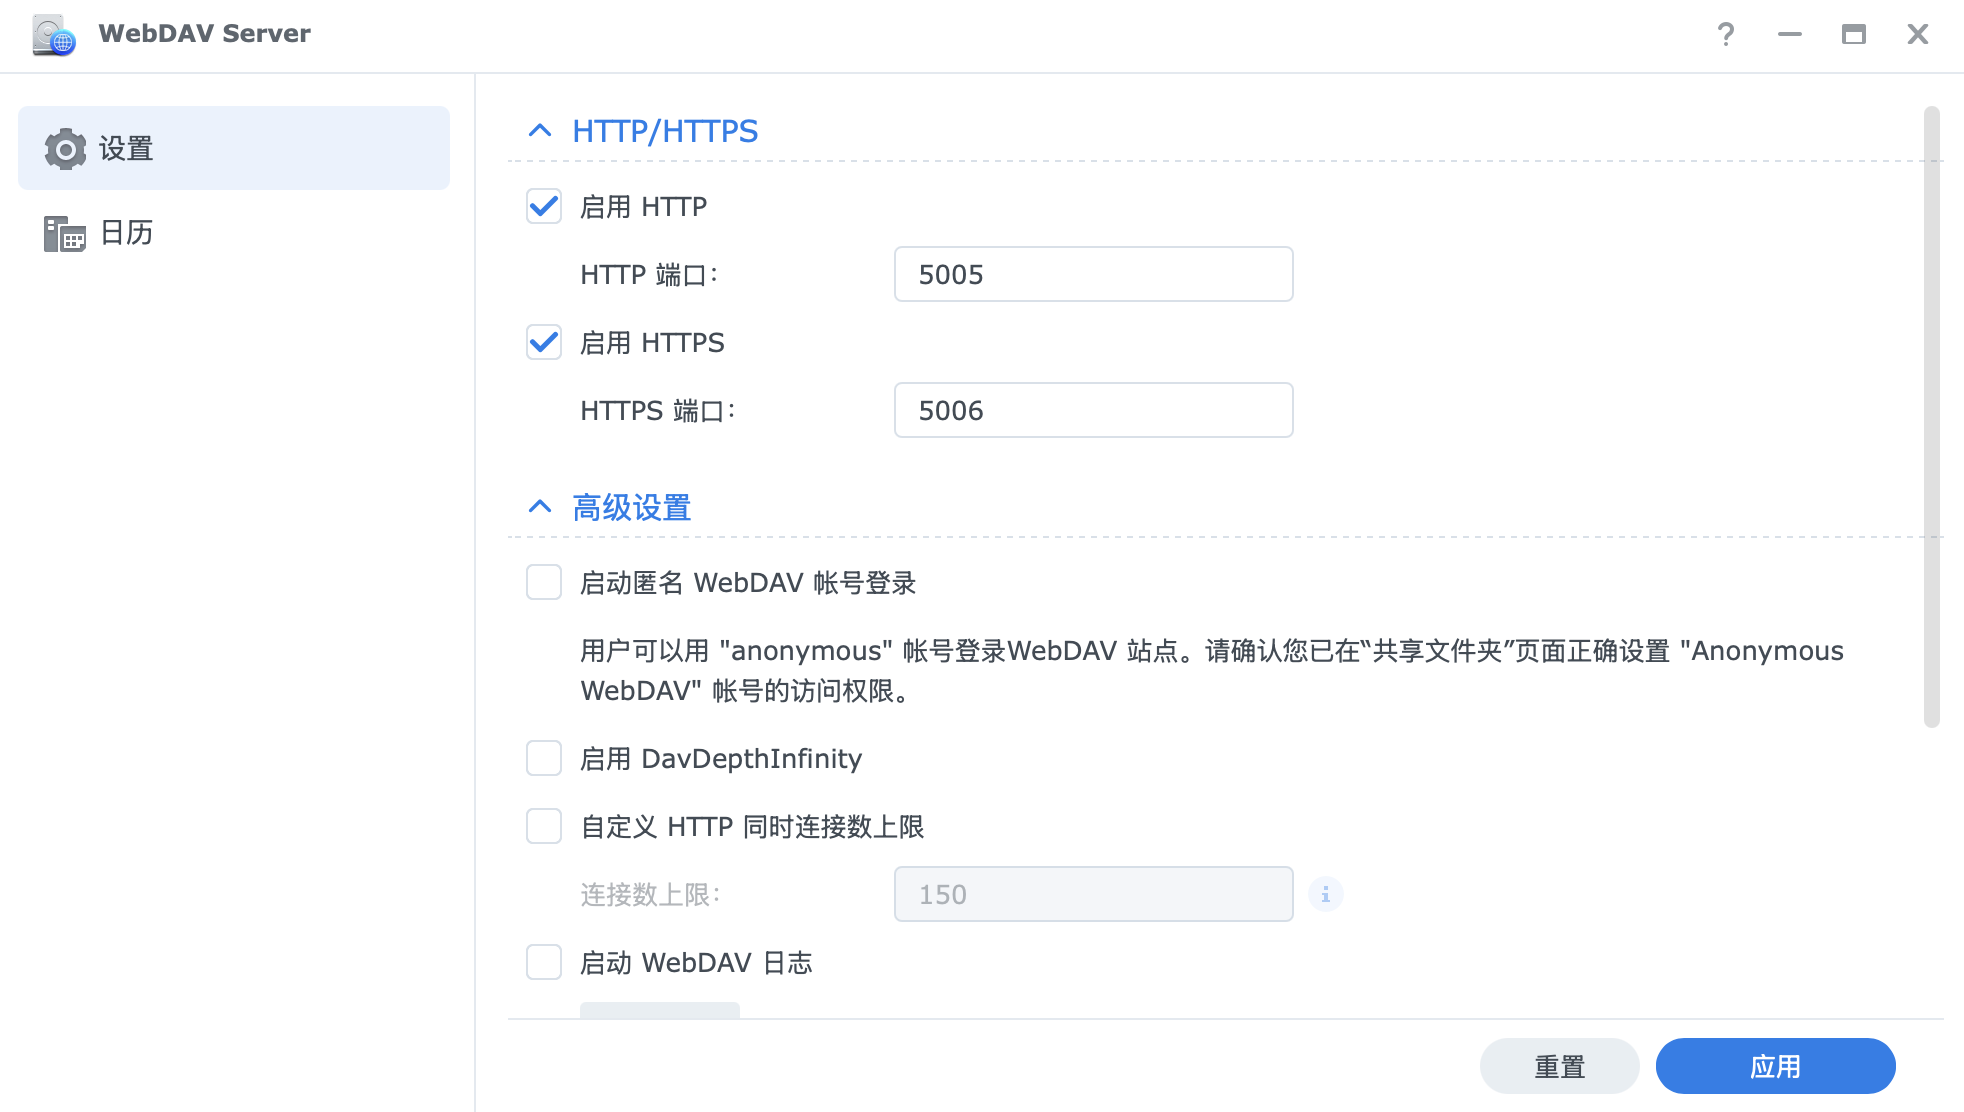 WebDAV Server
设置
日历
HTTP/HTTPS
启用 HTTP
HTTP 端口：
5005
启用 HTTPS
HTTPS 端口：
5006
高级设置
启动匿名 WebDAV 帐号登录
用户可以用 "anonymous" 帐号登录WebDAV 站点。请确认您已在“共享文件夹”页面正确设置 "Anonymous
WebDAV" 帐号的访问权限。
启用 DavDepthInfinity
自定义 HTTP 同时连接数上限
连接数上限：
150
启动 WebDAV 日志
重置
应用